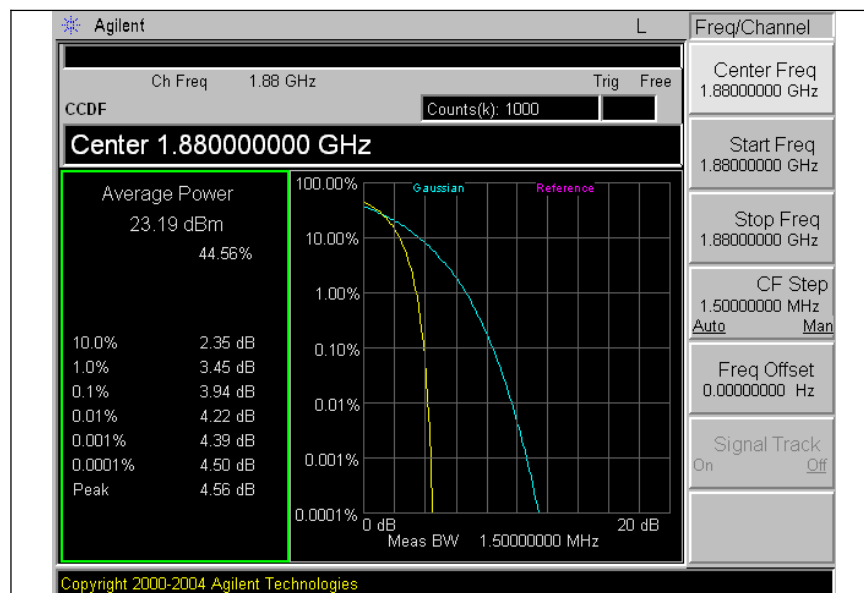 Agilent L Freq/Channel
Ch Freq 1.88 GHz Trig Free
CCDF Counts(k): 1000
Center 1.880000000 GHz
Average Power
23.19 dBm
44.56%
10.0% 2.35 dB
1.0% 3.45 dB
0.1% 3.94 dB
0.01% 4.22 dB
0.001% 4.39 dB
0.0001% 4.50 dB
Peak 4.56 dB
Gaussian Reference
100.00%
10.00%
1.00%
0.10%
0.01%
0.001%
0.0001%
0 dB 20 dB
Meas BW 1.50000000 MHz
Center Freq
1.88000000 GHz
Start Freq
1.88000000 GHz
Stop Freq
1.88000000 GHz
CF Step
1.50000000 MHz
Auto Man
Freq Offset
0.00000000 Hz
Signal Track
On Off
Copyright 2000-2004 Agilent Technologies